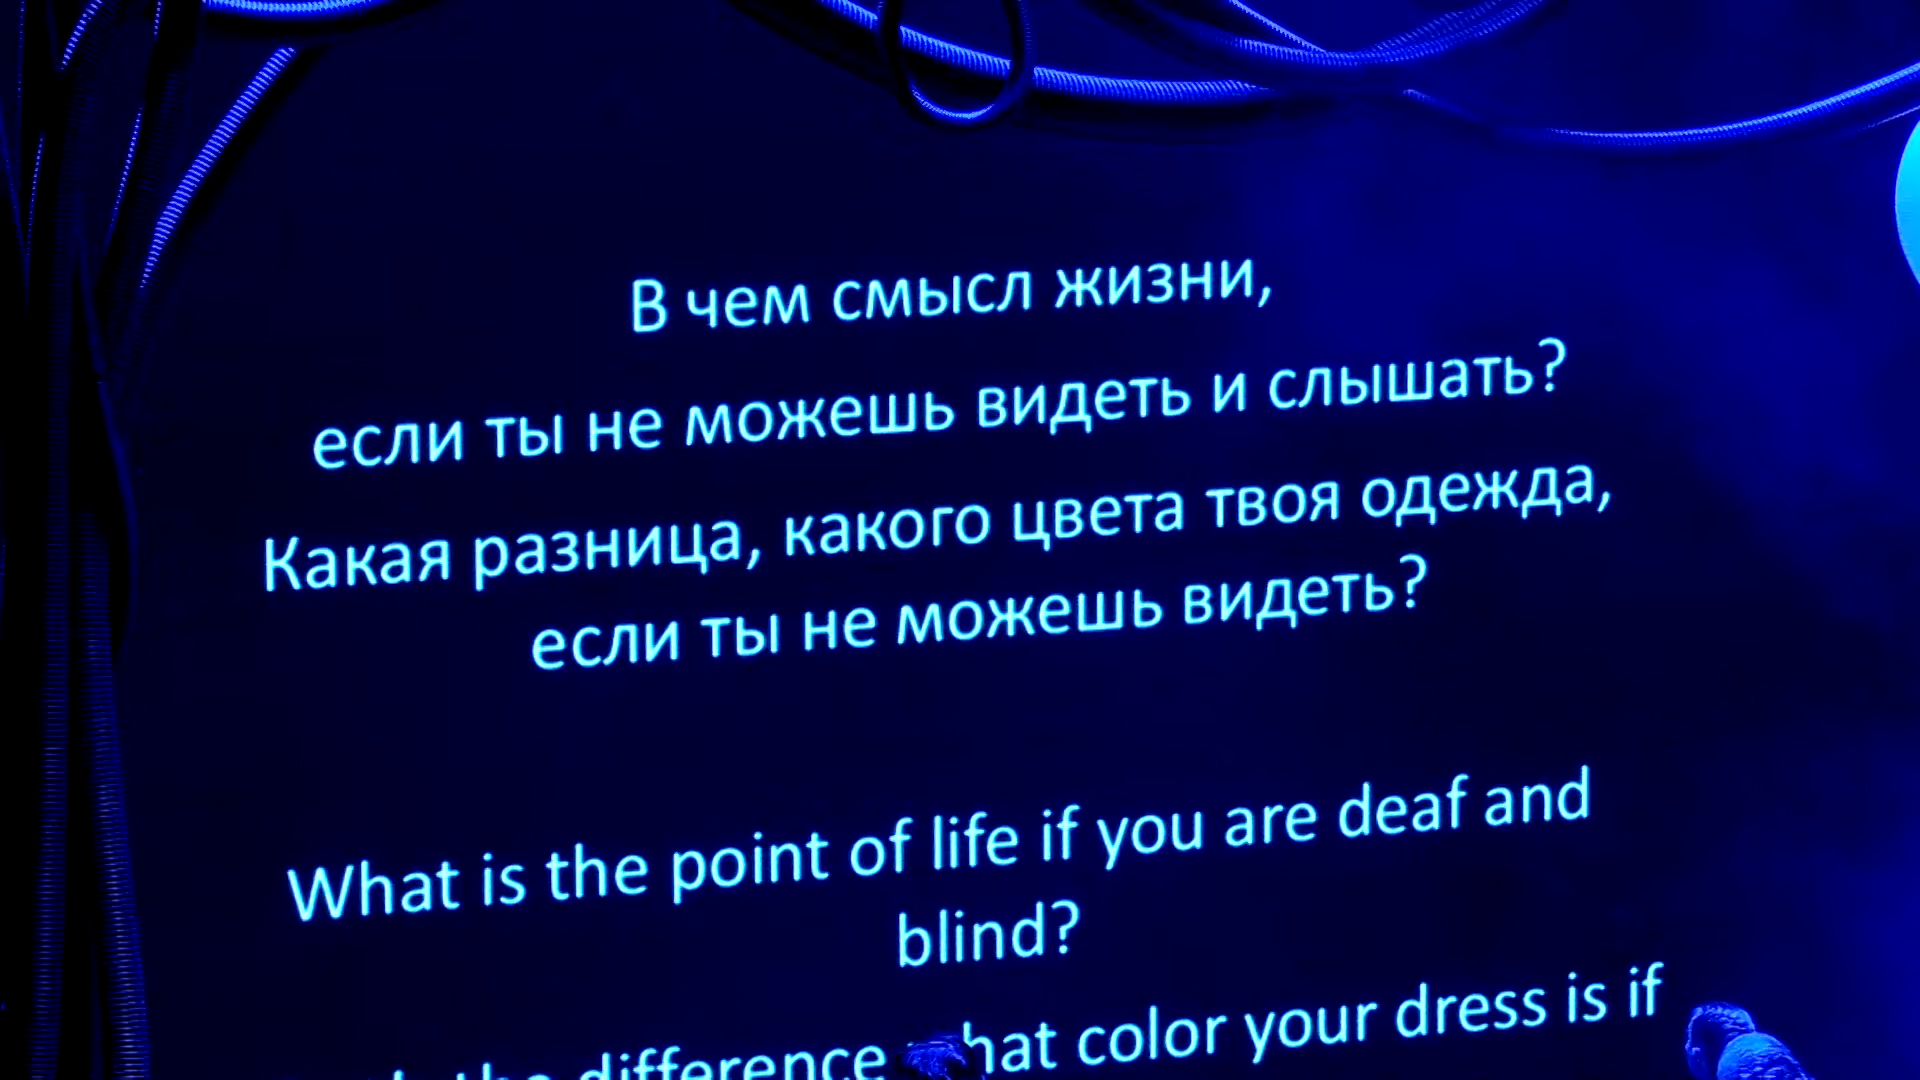 В чем смысл жизни,
если ты не можешь видеть и слышать?
Какая разница, какого цвета твоя одежда,
если ты не можешь видеть?
What is the point of life if you are deaf and
blind?
the difference what color your dress is if